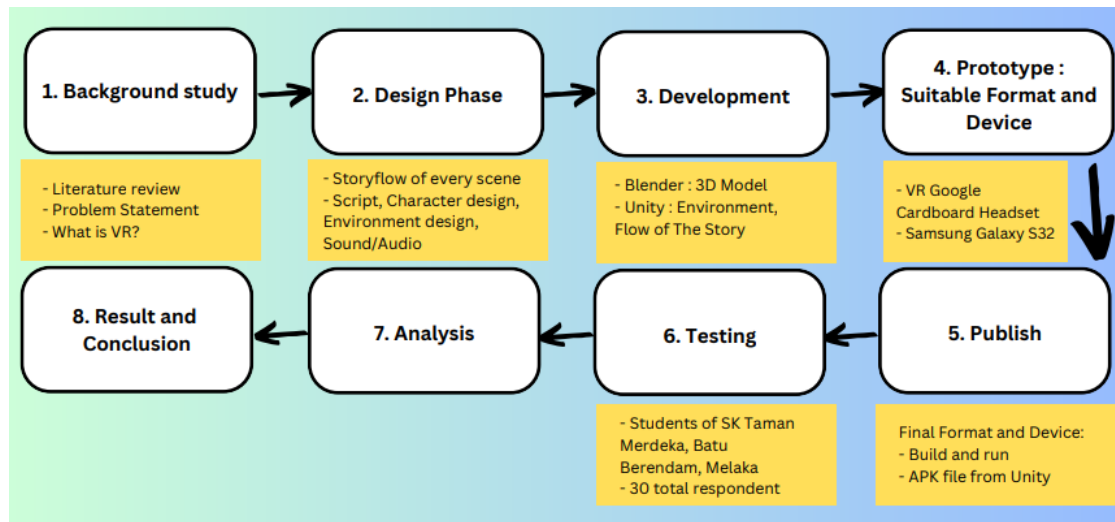 1. Background study
2. Design Phase
3. Development
4. Prototype :
Suitable Format and
Device
- Literature review
- Problem Statement
- What is VR?
- Storyflow of every scene
- Script, Character design,
Environment design,
Sound/Audio
- Blender : 3D Model
- Unity : Environment,
Flow of The Story
- VR Google
Cardboard Headset
- Samsung Galaxy S32
5. Publish
Final Format and Device:
- Build and run
- APK file from Unity
6. Testing
- Students of SK Taman
Merdeka, Batu
Berendam, Melaka
- 30 total respondent
7. Analysis
8. Result and
Conclusion